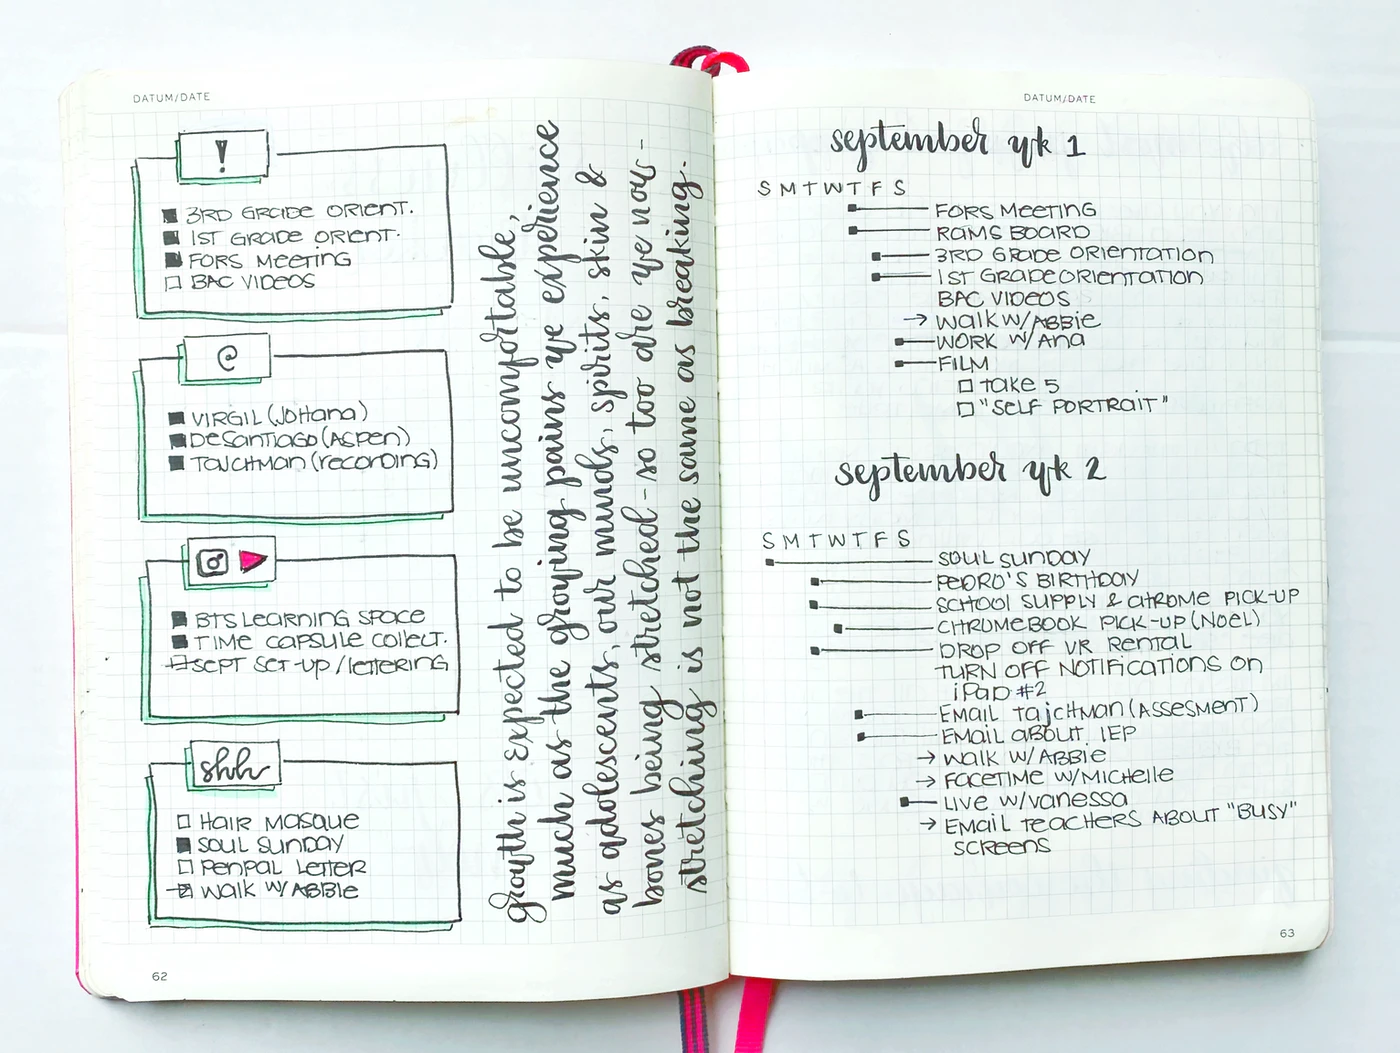 DATUM/DATE
!
3RD GRADE ORIENT.
1ST GRADE ORIENT.
FORS MEETING
BAC VIDEOS
@
VIRGIL (JOHANA)
DESANTIAGO (ASPEN)
TAJCHMAN (RECORDING)
BTS LEARNING SPACE
TIME CAPSULE COLLECT.
SEPT SET-UP/LETTERING
shh
HAIR MASQUE
SOUL SUNDAY
PENPAL LETTER
WALK W/ABBIE
62
growth is expected to be uncomfortable,
much as the growing pains we experience
as adolescents, our minds, spirits, skin &
bones being stretched - so too are we now -
stretching is not the same as breaking.
DATUM/DATE
september wk 1
S M T W T F S
FORS MEETING
RAMS BOARD
3RD GRADE ORIENTATION
1ST GRADE ORIENTATION
BAC VIDEOS
→ WALK W/ABBIE
WORK W/ANA
FILM
TAKE 5
"SELF PORTRAIT"
september wk 2
S M T W T F S
SOUL SUNDAY
PEDRO'S BIRTHDAY
SCHOOL SUPPLY & CHROME PICK-UP
CHROMEBOOK PICK-UP (NOEL)
DROP OFF VR RENTAL
TURN OFF NOTIFICATIONS ON
iPAD #2
EMAIL TAJCHMAN (ASSESMENT)
EMAIL ABOUT IEP
→ WALK W/ABBIE
→ FACETIME W/MICHELLE
LIVE W/VANESSA
→ EMAIL TEACHERS ABOUT "BUSY"
SCREENS
63